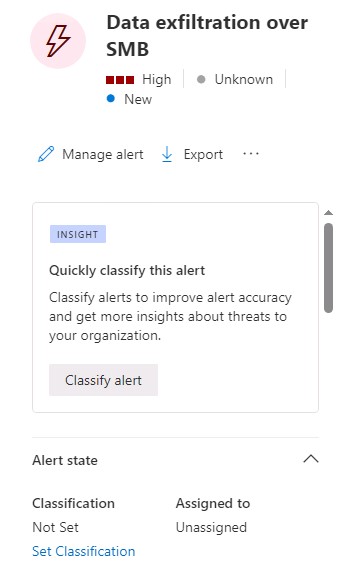 Data exfiltration over
SMB
High Unknown
New
Manage alert Export ...
INSIGHT
Quickly classify this alert
Classify alerts to improve alert accuracy
and get more insights about threats to
your organization.
Classify alert
Alert state
Classification Assigned to
Not Set Unassigned
Set Classification